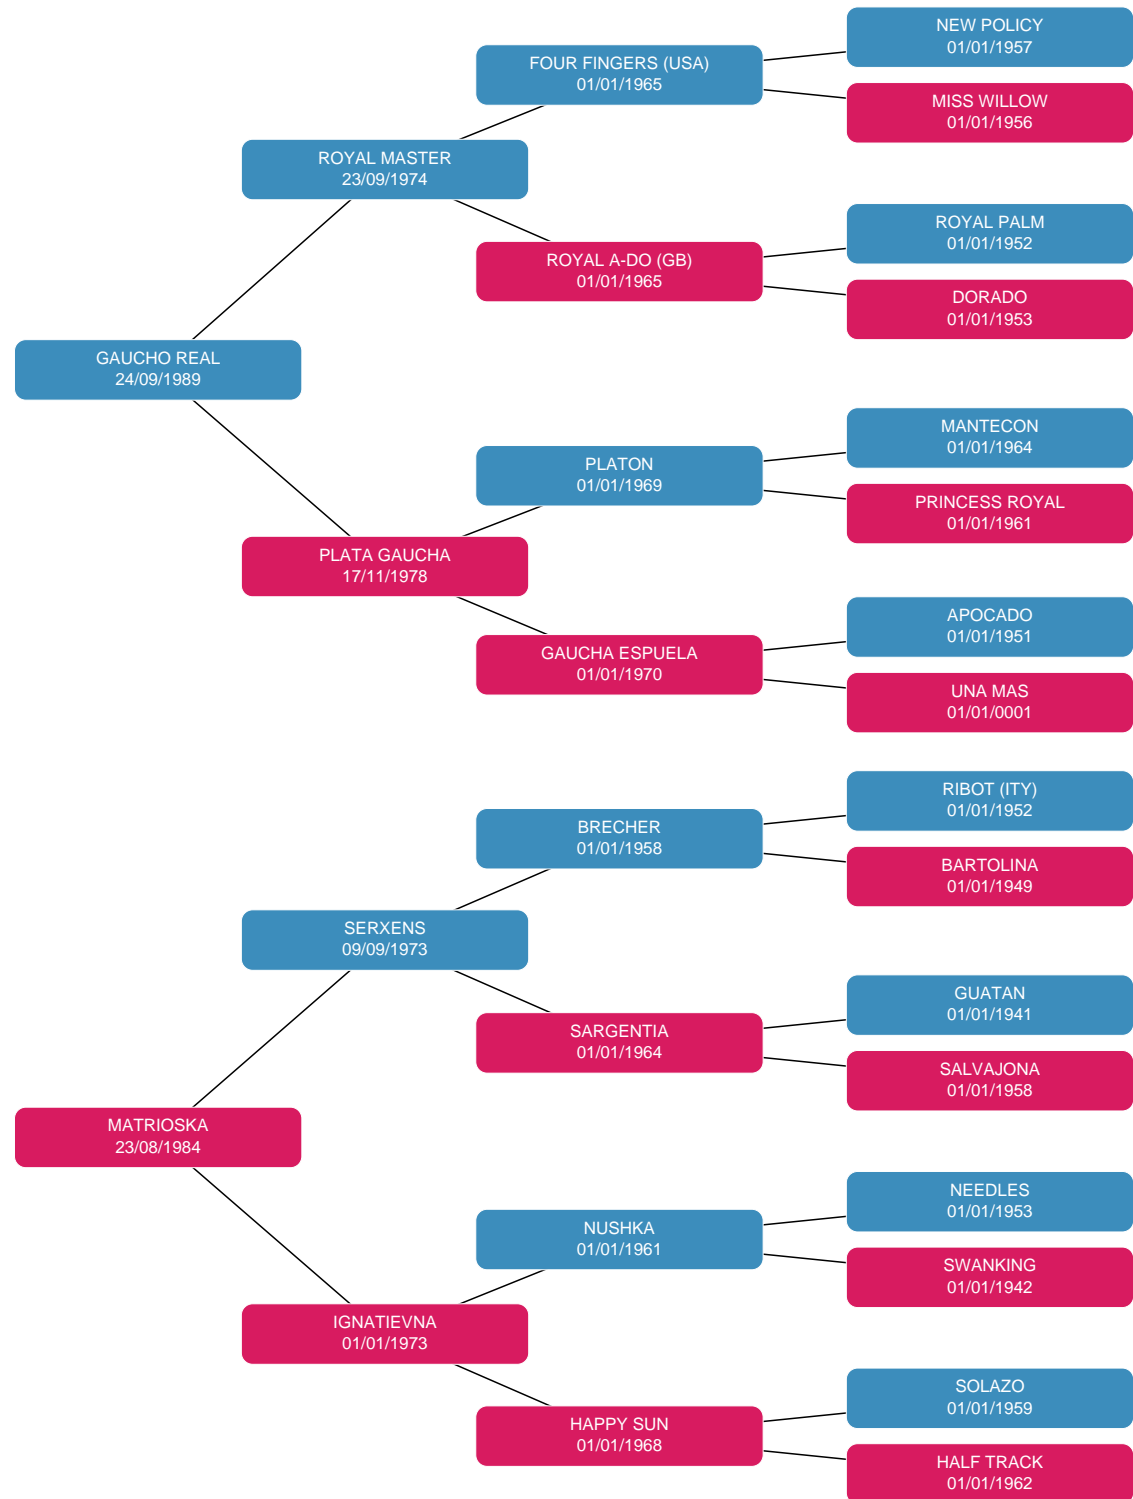 NEW POLICY
01/01/1957
FOUR FINGERS (USA)
01/01/1965
MISS WILLOW
01/01/1956
ROYAL MASTER
23/09/1974
ROYAL PALM
01/01/1952
ROYAL A-DO (GB)
01/01/1965
DORADO
01/01/1953
GAUCHO REAL
24/09/1989
MANTECON
01/01/1964
PLATON
01/01/1969
PRINCESS ROYAL
01/01/1961
PLATA GAUCHA
17/11/1978
APOCADO
01/01/1951
GAUCHA ESPUELA
01/01/1970
UNA MAS
01/01/0001
RIBOT (ITY)
01/01/1952
BRECHER
01/01/1958
BARTOLINA
01/01/1949
SERXENS
09/09/1973
GUATAN
01/01/1941
SARGENTIA
01/01/1964
SALVAJONA
01/01/1958
MATRIOSKA
23/08/1984
NEEDLES
01/01/1953
NUSHKA
01/01/1961
SWANKING
01/01/1942
IGNATIEVNA
01/01/1973
SOLAZO
01/01/1959
HAPPY SUN
01/01/1968
HALF TRACK
01/01/1962